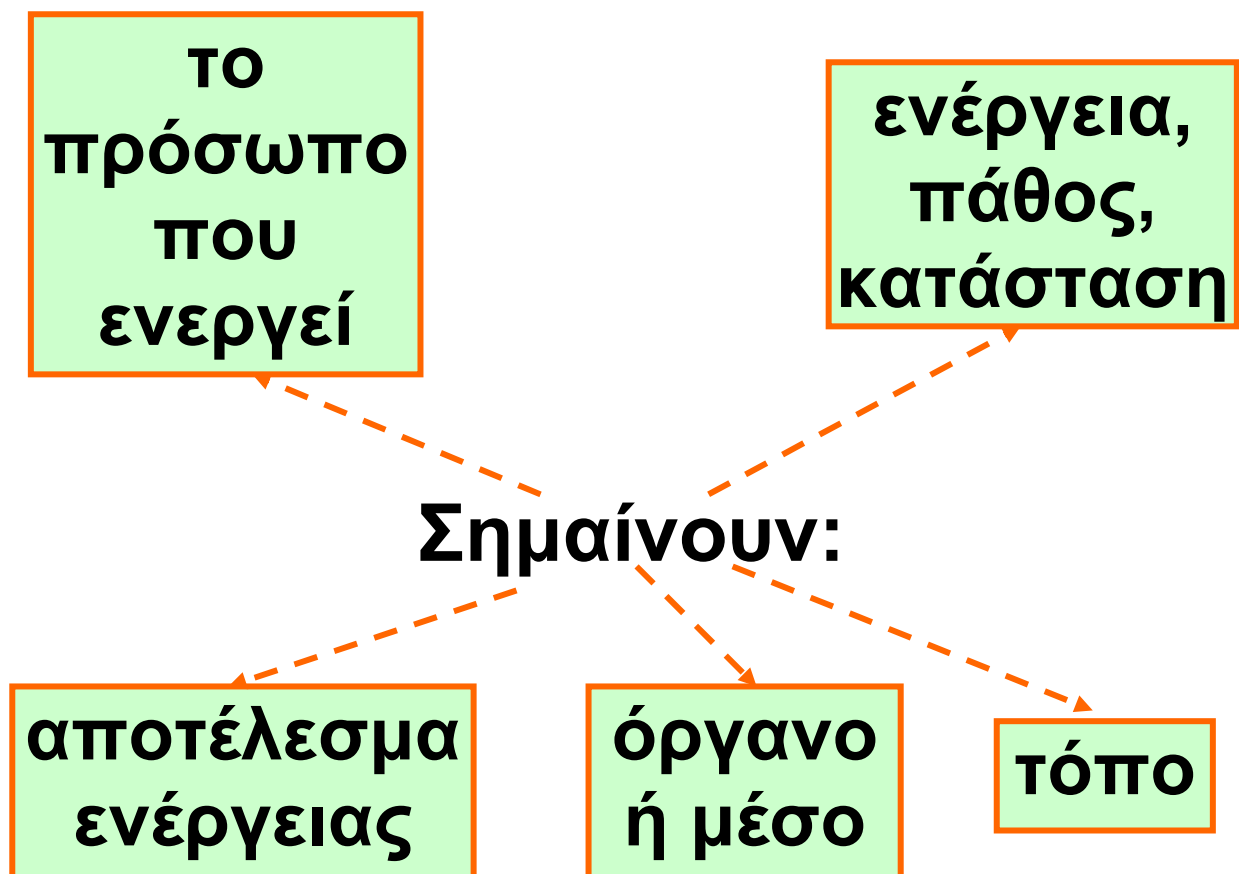 το
πρόσωπο
που
ενεργεί
ενέργεια,
πάθος,
κατάσταση
Σημαίνουν:
αποτέλεσμα
ενέργειας
όργανο
ή μέσο
τόπο